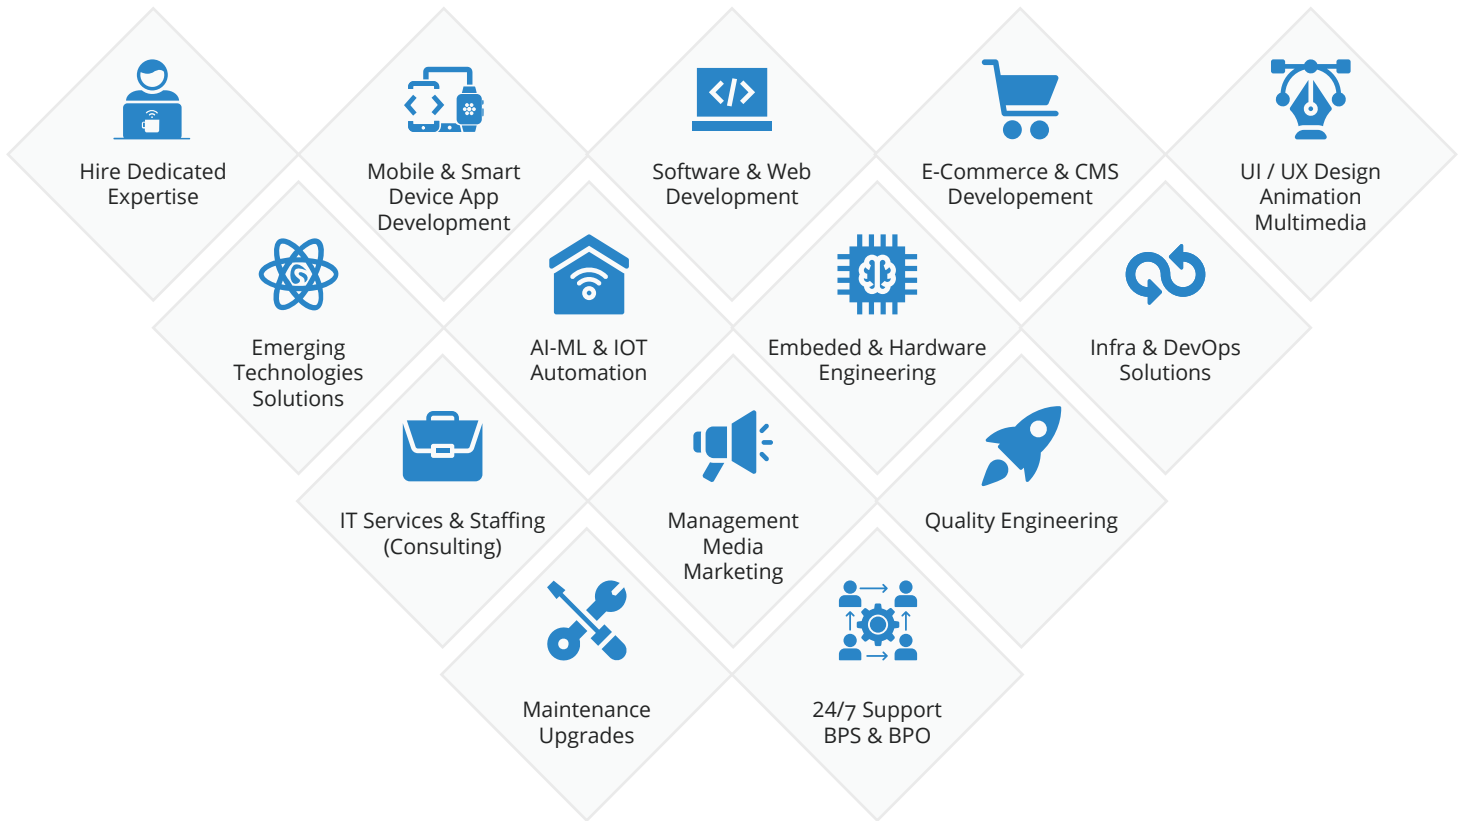 Hire Dedicated
Expertise
Mobile & Smart
Device App
Development
Software & Web
Development
E-Commerce & CMS
Developement
UI / UX Design
Animation
Multimedia
Emerging
Technologies
Solutions
AI-ML & IOT
Automation
Embeded & Hardware
Engineering
Infra & DevOps
Solutions
IT Services & Staffing
(Consulting)
Management
Media
Marketing
Quality Engineering
Maintenance
Upgrades
24/7 Support
BPS & BPO